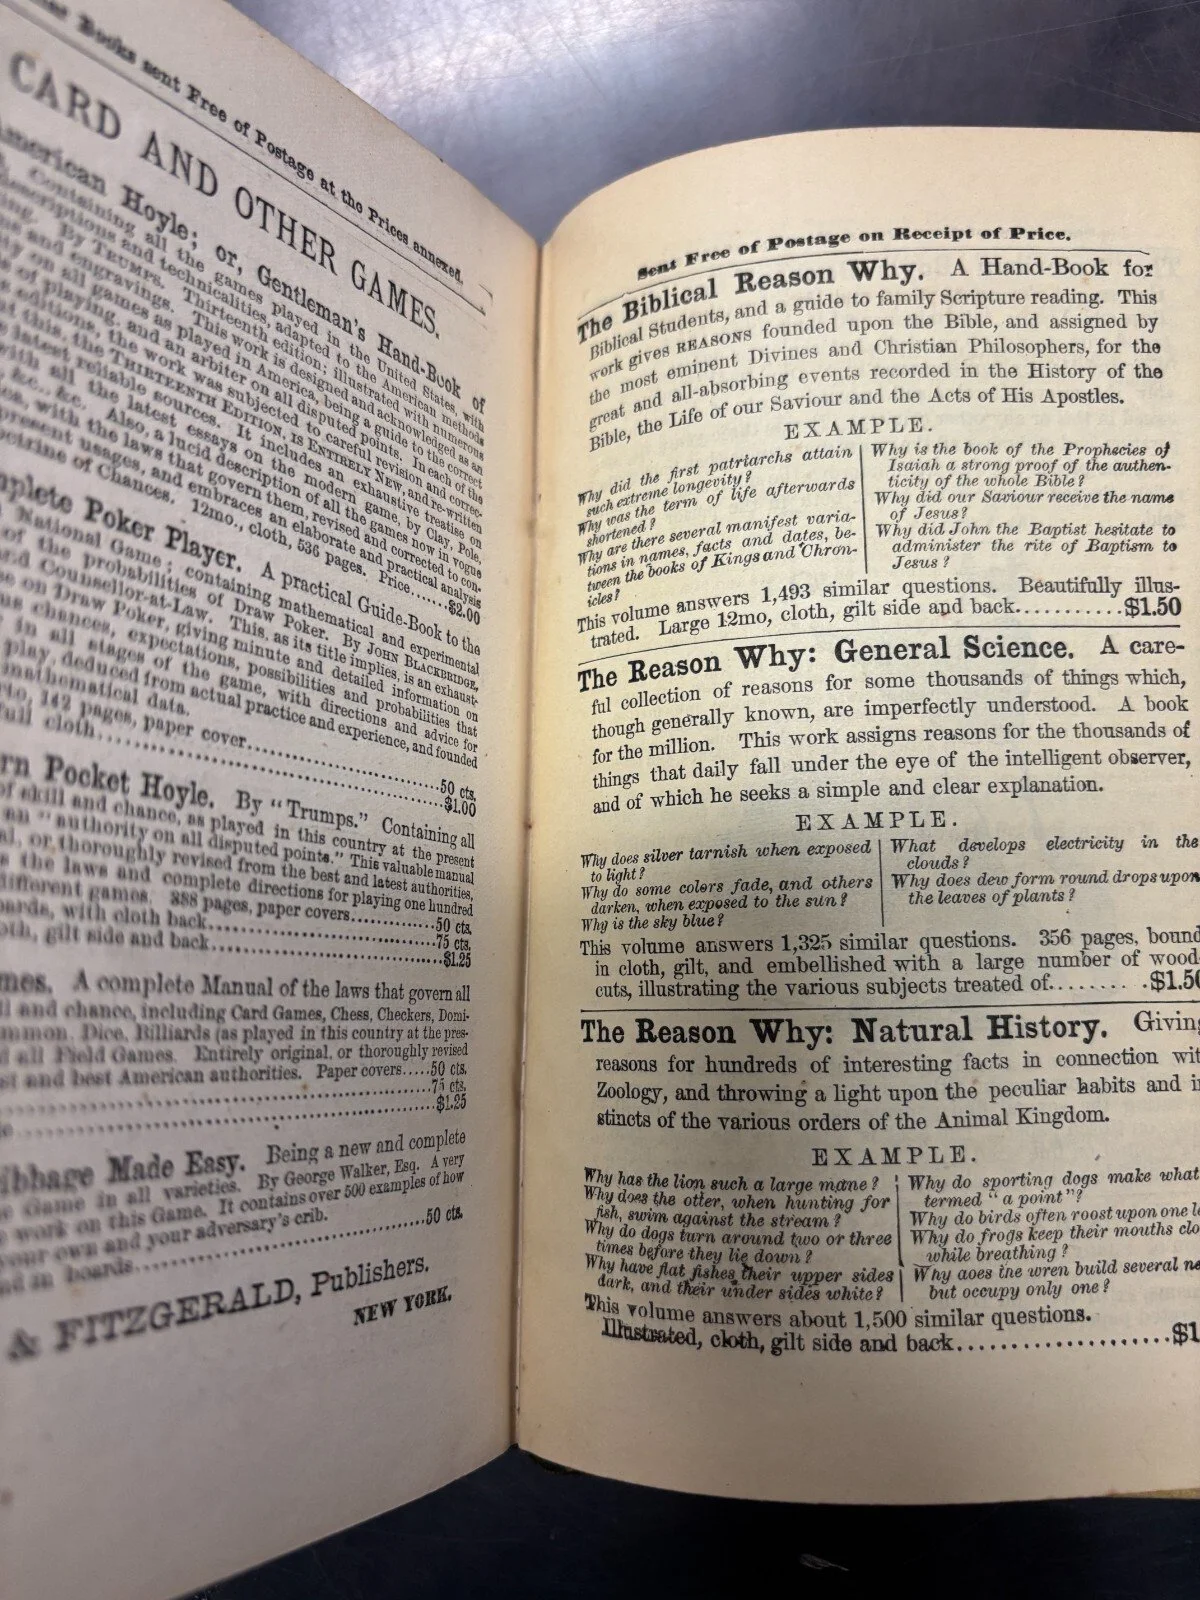 Books sent Free of Postage at the Prices annexed.
CARD AND OTHER GAMES.
American Hoyle; or, Gentleman's Hand-Book of
Containing all the games played in the United States, with
descriptions and technicalities, adapted to the American methods
By TRUMPS. Thirteenth edition; illustrated with numerous
and engravings. This work is designed and acknowledged as an
on all games as played in America, being a guide to the correct
of playing, and an arbiter on all disputed points. In each of the
editions, the work was subjected to careful revision and correc-
this, the THIRTEENTH EDITION, IS ENTIRELY NEW, and re-written
latest reliable sources. It includes an exhaustive treatise on
with all the latest essays on the modern game, by Clay, Pole,
&c., &c. Also, a lucid description of all the games now in vogue
with the laws that govern them, revised and corrected to con-
present usages, and embraces an elaborate and practical analysis
Doctrine of Chances. 12mo., cloth, 536 pages. Price.......$2.00
Poker Player. A practical Guide-Book to the
National Game; containing mathematical and experimental
of the probabilities of Draw Poker. By JOHN BLACKBRIDGE,
Counsellor-at-Law. This, as its title implies, is an exhaust-
on Draw Poker, giving minute and detailed information on
chances, expectations, possibilities and probabilities that
in all stages of the game, with directions and advice for
play, deduced from actual practice and experience, and founded
mathematical data.
142 pages, paper cover..............................50 cts.
cloth..............................$1.00
Pocket Hoyle. By "Trumps." Containing all
of skill and chance, as played in this country at the present
an "authority on all disputed points." This valuable manual
or thoroughly revised from the best and latest authorities,
the laws and complete directions for playing one hundred
different games. 388 pages, paper covers............50 cts.
with cloth back..............................75 cts.
gilt side and back..............................$1.25
A complete Manual of the laws that govern all
and chance, including Card Games, Chess, Checkers, Domi-
Dice, Billiards (as played in this country at the pres-
all Field Games. Entirely original, or thoroughly revised
and best American authorities. Paper covers.....50 cts.
..............................75 cts.
..............................$1.25
Made Easy. Being a new and complete
Game in all varieties. By George Walker, Esq. A very
work on this Game. It contains over 500 examples of how
your own and your adversary's crib.
in boards..............................50 cts.
& FITZGERALD, Publishers.
NEW YORK.
Sent Free of Postage on Receipt of Price.
The Biblical Reason Why. A Hand-Book for
Biblical Students, and a guide to family Scripture reading. This
work gives REASONS founded upon the Bible, and assigned by
the most eminent Divines and Christian Philosophers, for the
great and all-absorbing events recorded in the History of the
Bible, the Life of our Saviour and the Acts of His Apostles.
EXAMPLE.
Why did the first patriarchs attain
such extreme longevity?
Why was the term of life afterwards
shortened?
Why are there several manifest varia-
tions in names, facts and dates, be-
tween the books of Kings and Chron-
icles?
Why is the book of the Prophecies of
Isaiah a strong proof of the authen-
ticity of the whole Bible?
Why did our Saviour receive the name
of Jesus?
Why did John the Baptist hesitate to
administer the rite of Baptism to
Jesus?
This volume answers 1,493 similar questions. Beautifully illus-
trated. Large 12mo, cloth, gilt side and back...........$1.50
The Reason Why: General Science. A care-
ful collection of reasons for some thousands of things which,
though generally known, are imperfectly understood. A book
for the million. This work assigns reasons for the thousands of
things that daily fall under the eye of the intelligent observer,
and of which he seeks a simple and clear explanation.
EXAMPLE.
Why does silver tarnish when exposed
to light?
Why do some colors fade, and others
darken, when exposed to the sun?
Why is the sky blue?
What develops electricity in the
clouds?
Why does dew form round drops upon
the leaves of plants?
This volume answers 1,325 similar questions. 356 pages, bound
in cloth, gilt, and embellished with a large number of wood-
cuts, illustrating the various subjects treated of.........$1.50
The Reason Why: Natural History. Giving
reasons for hundreds of interesting facts in connection wit
Zoology, and throwing a light upon the peculiar habits and i
stincts of the various orders of the Animal Kingdom.
EXAMPLE.
Why has the lion such a large mane?
Why does the otter, when hunting for
fish, swim against the stream?
Why do dogs turn around two or three
times before they lie down?
Why have flat fishes their upper sides
dark, and their under sides white?
Why do sporting dogs make what
termed "a point"?
Why do birds often roost upon one l
Why do frogs keep their mouths clo
while breathing?
Why does the wren build several ne
but occupy only one?
This volume answers about 1,500 similar questions.
Illustrated, cloth, gilt side and back....................$1